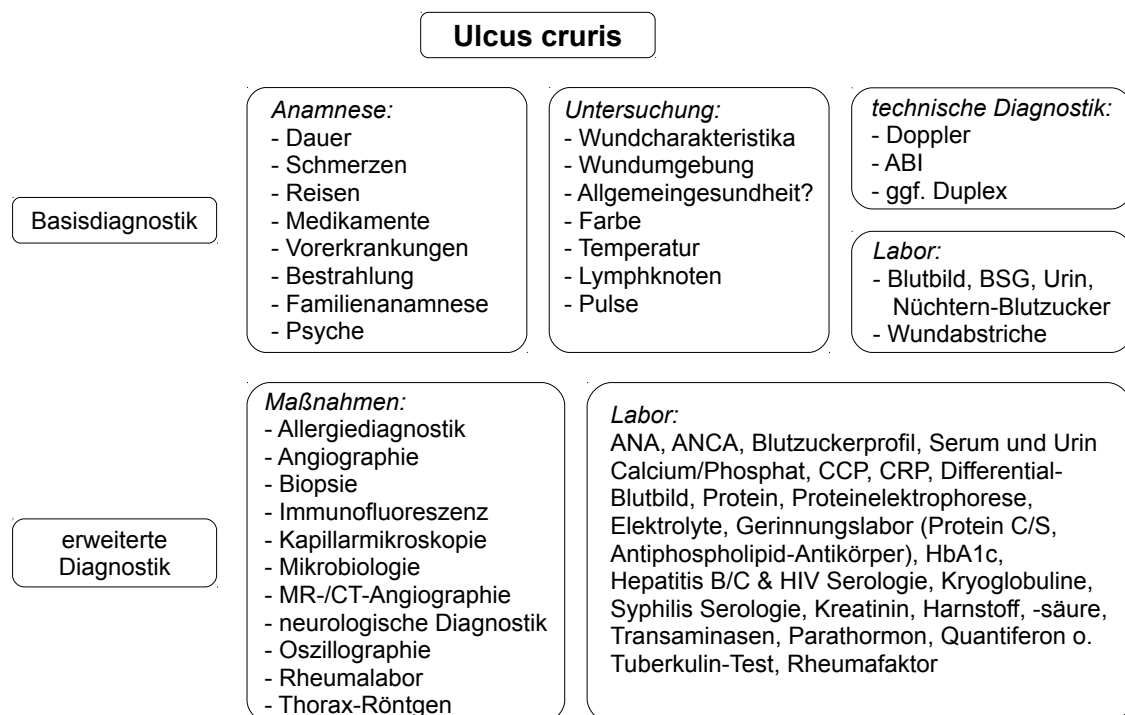 Ulcus cruris
Basisdiagnostik
Anamnese:
- Dauer
- Schmerzen
- Reisen
- Medikamente
- Vorerkrankungen
- Bestrahlung
- Familienanamnese
- Psyche
Untersuchung:
- Wundcharakteristika
- Wundumgebung
- Allgemeingesundheit?
- Farbe
- Temperatur
- Lymphknoten
- Pulse
technische Diagnostik:
- Doppler
- ABI
- ggf. Duplex
Labor:
- Blutbild, BSG, Urin,
Nüchtern-Blutzucker
- Wundabstriche
erweiterte
Diagnostik
Maßnahmen:
- Allergiediagnostik
- Angiographie
- Biopsie
- Immunofluoreszenz
- Kapillarmikroskopie
- Mikrobiologie
- MR-/CT-Angiographie
- neurologische Diagnostik
- Oszillographie
- Rheumalabor
- Thorax-Röntgen
Labor:
ANA, ANCA, Blutzuckerprofil, Serum und Urin
Calcium/Phosphat, CCP, CRP, Differential-
Blutbild, Protein, Proteinelektrophorese,
Elektrolyte, Gerinnungslabor (Protein C/S,
Antiphospholipid-Antikörper), HbA1c,
Hepatitis B/C & HIV Serologie, Kryoglobuline,
Syphilis Serologie, Kreatinin, Harnstoff, -säure,
Transaminasen, Parathormon, Quantiferon o.
Tuberkulin-Test, Rheumafaktor